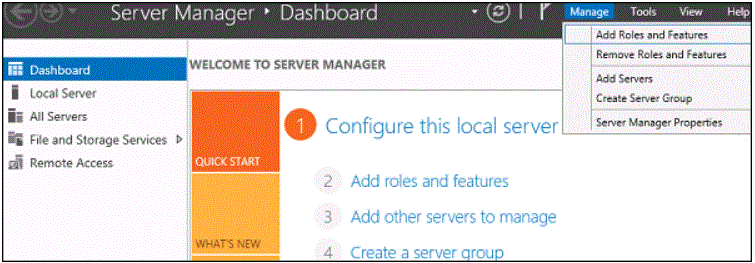 Server Manager • Dashboard
Manage Tools View Help
Add Roles and Features
Remove Roles and Features
Add Servers
Create Server Group
Server Manager Properties
Dashboard
Local Server
All Servers
File and Storage Services
Remote Access
WELCOME TO SERVER MANAGER
QUICK START
WHAT'S NEW
1 Configure this local server
2 Add roles and features
3 Add other servers to manage
4 Create a server group